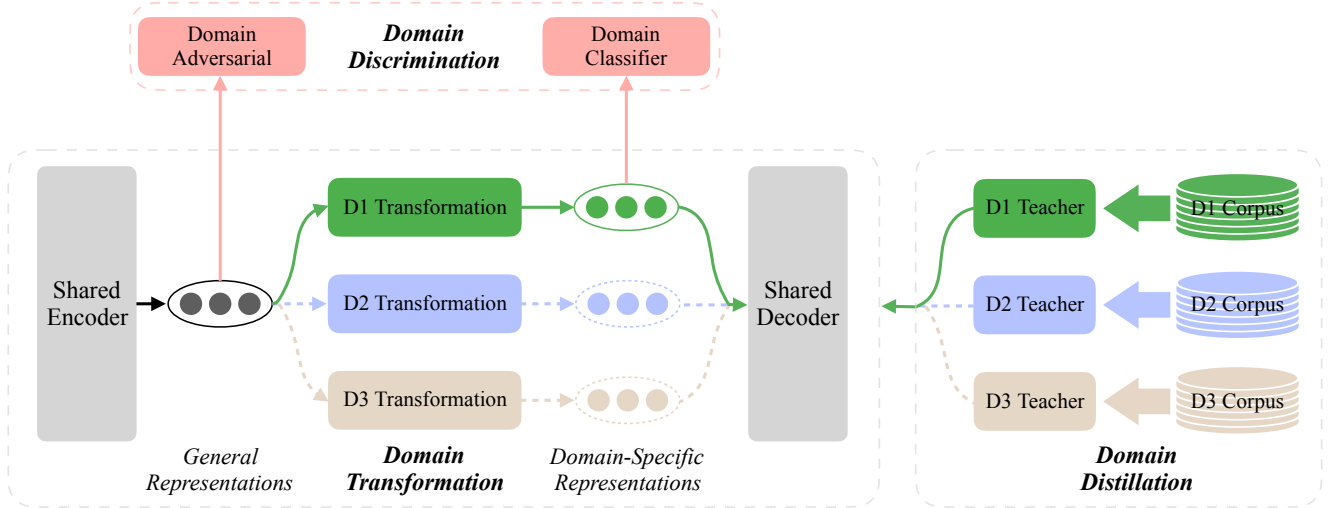 Domain
Adversarial
Domain
Discrimination
Domain
Classifier
Shared
Encoder
D1 Transformation
D2 Transformation
D3 Transformation
Shared
Decoder
General
Representations
Domain
Transformation
Domain-Specific
Representations
D1 Teacher
D1 Corpus
D2 Teacher
D2 Corpus
D3 Teacher
D3 Corpus
Domain
Distillation